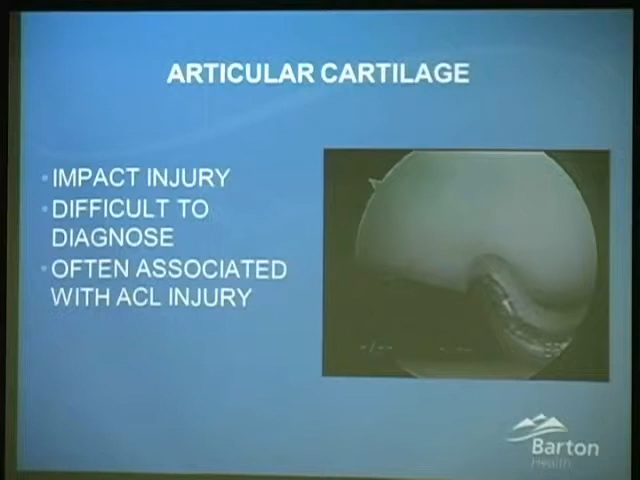 ARTICULAR CARTILAGE
IMPACT INJURY
DIFFICULT TO
DIAGNOSE
OFTEN ASSOCIATED
WITH ACL INJURY
Barton
Health